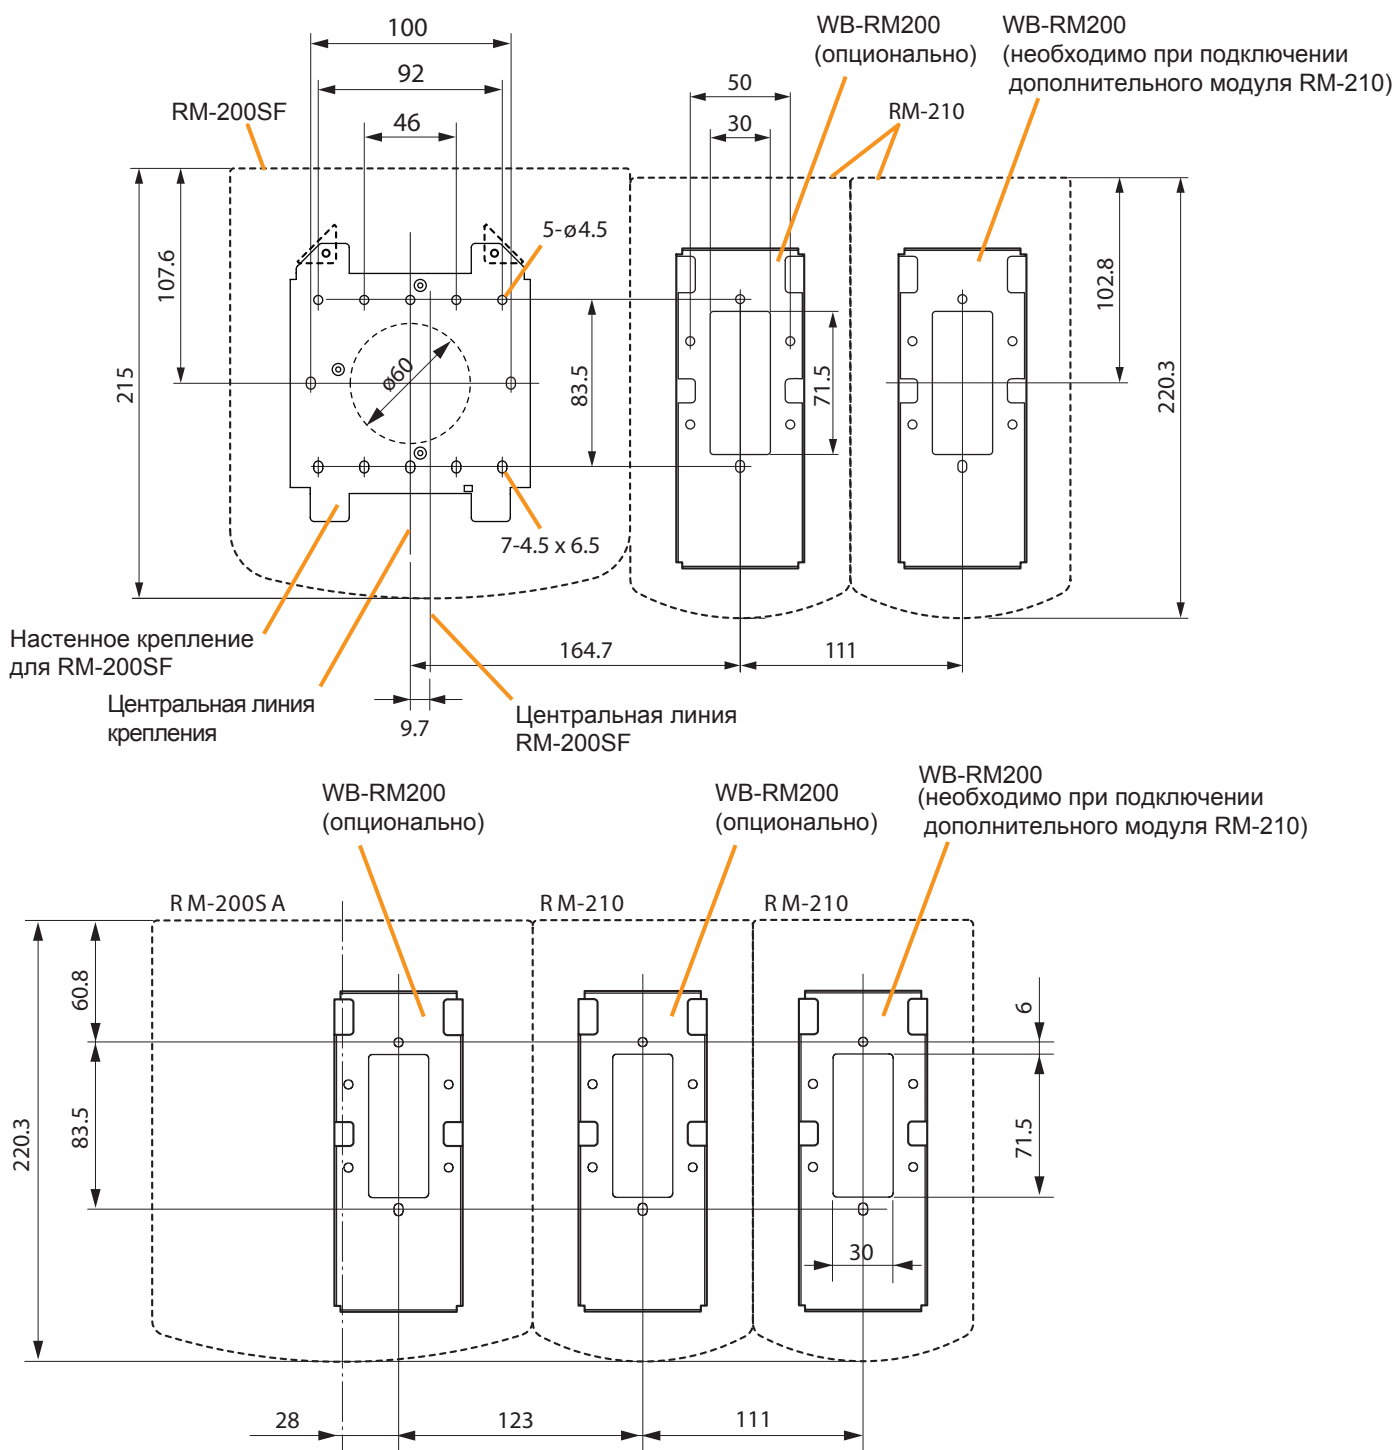 100
WB-RM200
(опционально)
WB-RM200
(необходимо при подключении
дополнительного модуля RM-210)
92
50
RM-200SF
46
30
RM-210
5-ø4.5
107.6
102.8
215
ø60
83.5
71.5
220.3
7-4.5 x 6.5
Настенное крепление
для RM-200SF
164.7
111
Центральная линия
крепления
9.7
Центральная линия
RM-200SF
WB-RM200
(опционально)
WB-RM200
(опционально)
WB-RM200
(необходимо при подключении
дополнительного модуля RM-210)
RM-200SA
RM-210
RM-210
60.8
6
220.3
83.5
71.5
30
28
123
111